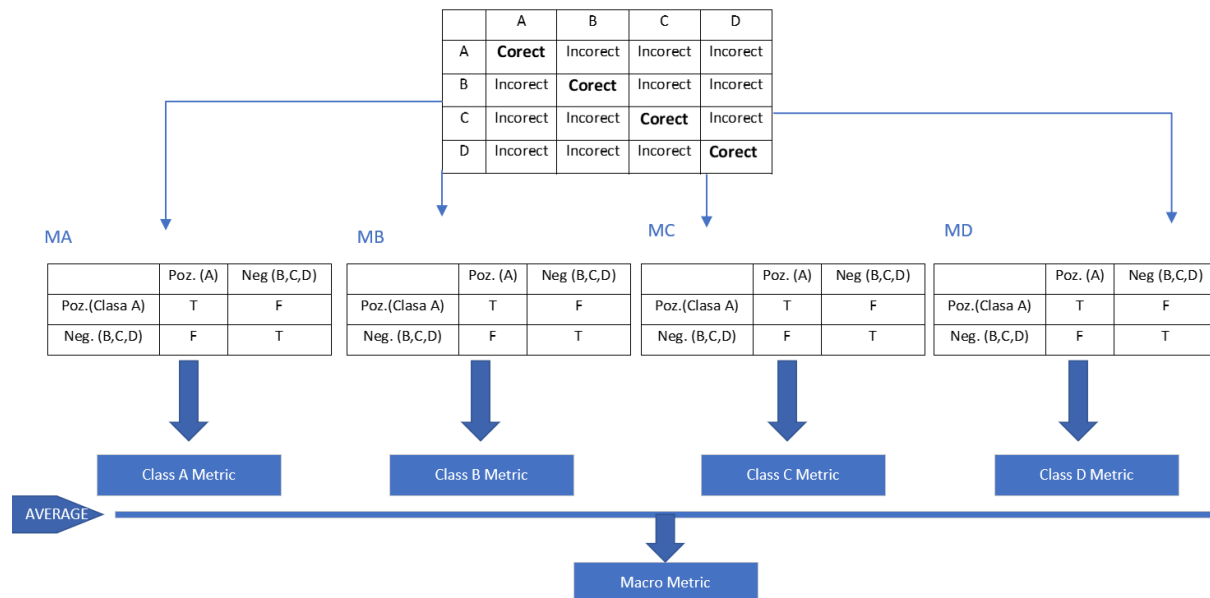 A B C D
A Corect Incorect Incorect Incorect
B Incorect Corect Incorect Incorect
C Incorect Incorect Corect Incorect
D Incorect Incorect Incorect Corect
MA MB MC MD
Poz. (A) Neg (B,C,D) Poz. (A) Neg (B,C,D) Poz. (A) Neg (B,C,D) Poz. (A) Neg (B,C,D)
Poz.(Clasa A) T F Poz.(Clasa A) T F Poz.(Clasa A) T F Poz.(Clasa A) T F
Neg. (B,C,D) F T Neg. (B,C,D) F T Neg. (B,C,D) F T Neg. (B,C,D) F T
Class A Metric Class B Metric Class C Metric Class D Metric
AVERAGE
Macro Metric